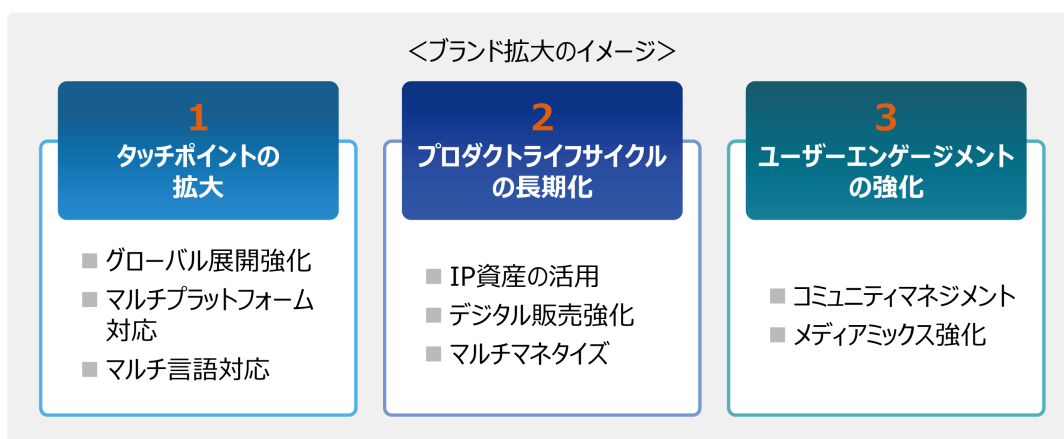 ＜ブランド拡大のイメージ＞
1
タッチポイントの
拡大
■ グローバル展開強化
■ マルチプラットフォーム
対応
■ マルチ言語対応
2
プロダクトライフサイクル
の長期化
■ IP資産の活用
■ デジタル販売強化
■ マルチマネタイズ
3
ユーザーエンゲージメント
の強化
■ コミュニティマネジメント
■ メディアミックス強化